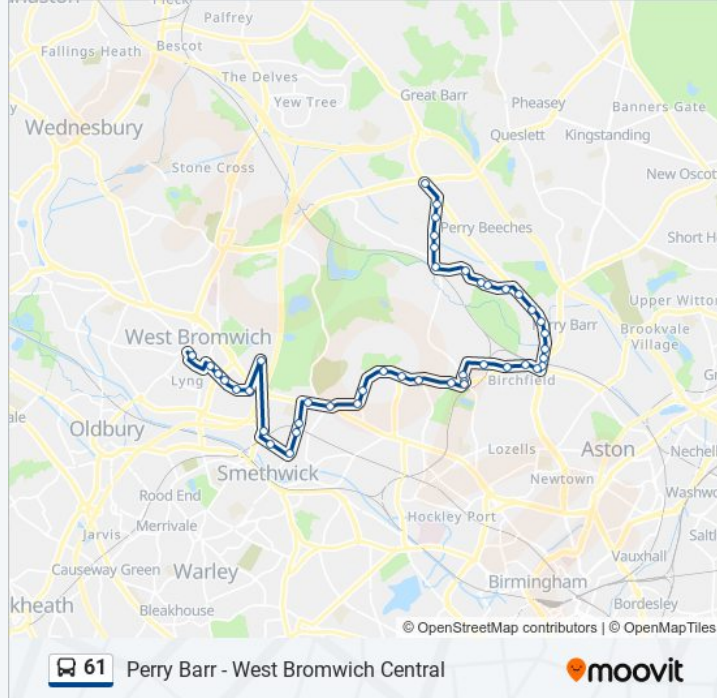 Palfrey
Fallings Heath
Bescot
The Delves
Great Barr
Pheasey
Banners Gate
Yew Tree
Wednesbury
Queslett
Kingstanding
Stone Cross
New Oscot
Perry Beeches
Short H
Upper Witton
West Bromwich
rry Barr
Brookvale
Village
Lyng
Birchfield
Oldbury
Lozells
Aston
Nechell
Smethwick
Newtown
Rood End
Washwo
Hockley Port
Merrivale
Saltl
Jarvis
Vauxhall
Causeway Green
Warley
Birmingham
Bordesley
kheath
Bleakhouse
© OpenStreetMap contributors | © OpenMapTiles
61 Perry Barr - West Bromwich Central
moovit